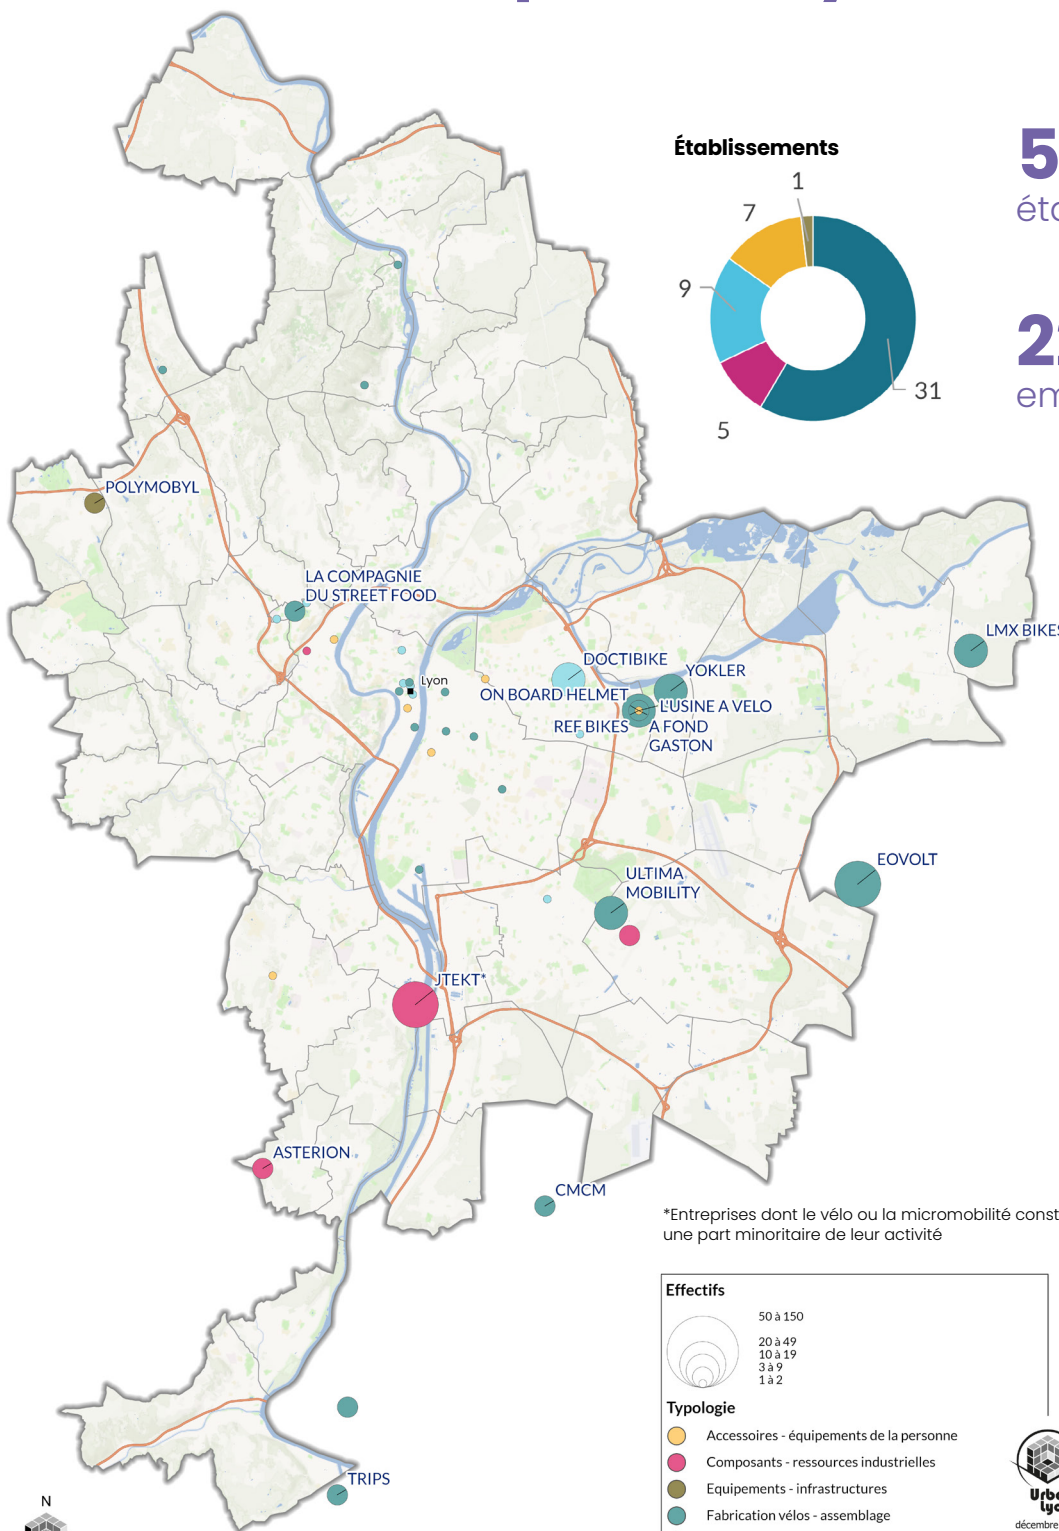 Établissements
1
7
9
31
5
5
22
POLYMOBYL
LA COMPAGNIE
DU STREET FOOD
LMX BIKES
DOCTIBIKE
YOKLER
Lyon
ON BOARD HELMET
L'USINE A VELO
REF BIKES
A FOND
GASTON
EOVOLT
ULTIMA
MOBILITY
JTEKT*
ASTERION
CMCM
*Entreprises dont le vélo ou la micromobilité const
une part minoritaire de leur activité
Effectifs
50 à 150
20 à 49
10 à 19
3 à 9
1 à 2
Typologie
Accessoires - équipements de la personne
Composants - ressources industrielles
Equipements - infrastructures
Fabrication vélos - assemblage
TRIPS
N
décembre